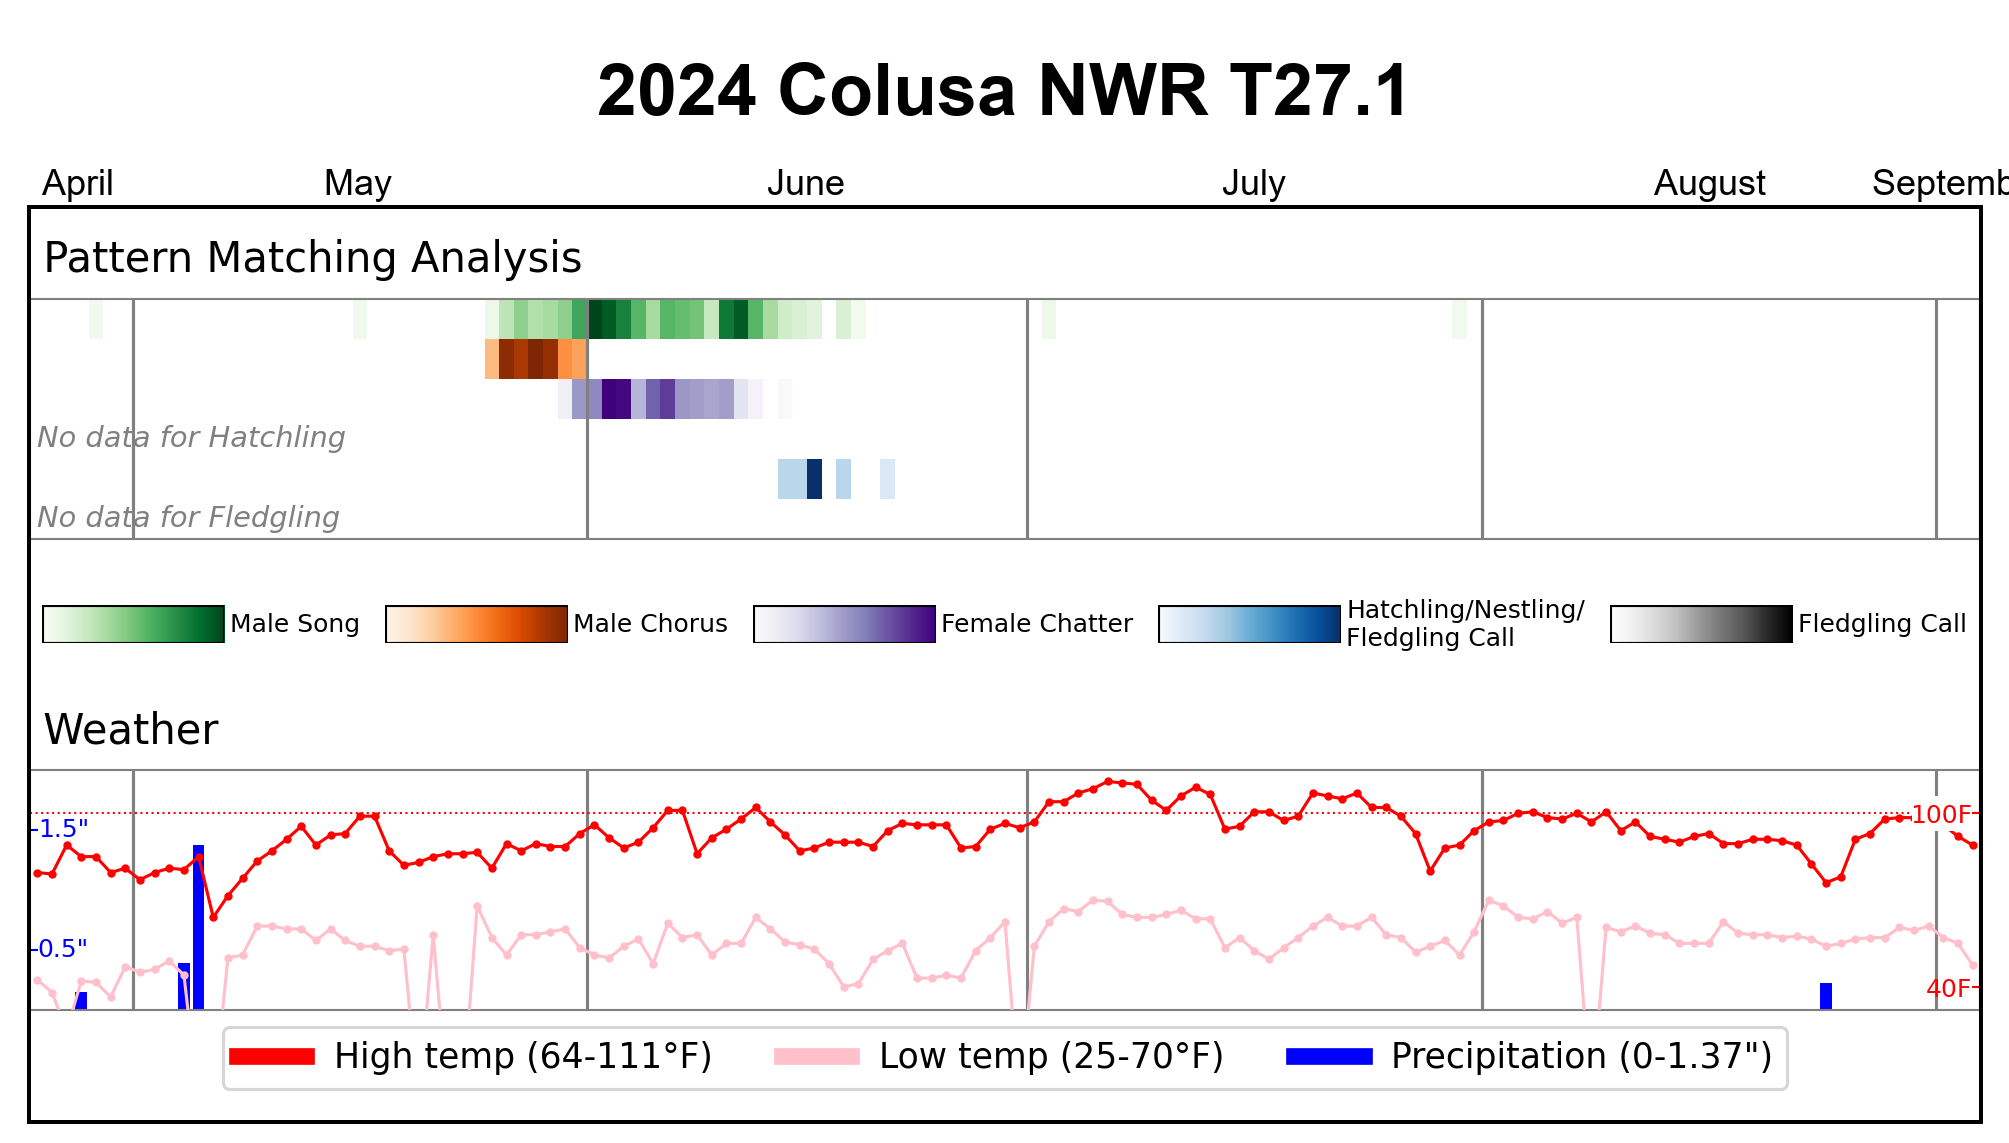 2024 Colusa NWR T27.1
April May June July August Septemb
Pattern Matching Analysis
No data for Hatchling
No data for Fledgling
Male Song Male Chorus Female Chatter Hatchling/Nestling/
Fledgling Call Fledgling Call
Weather
1.5" 100F
0.5"
40F
High temp (64-111°F) Low temp (25-70°F) Precipitation (0-1.37")